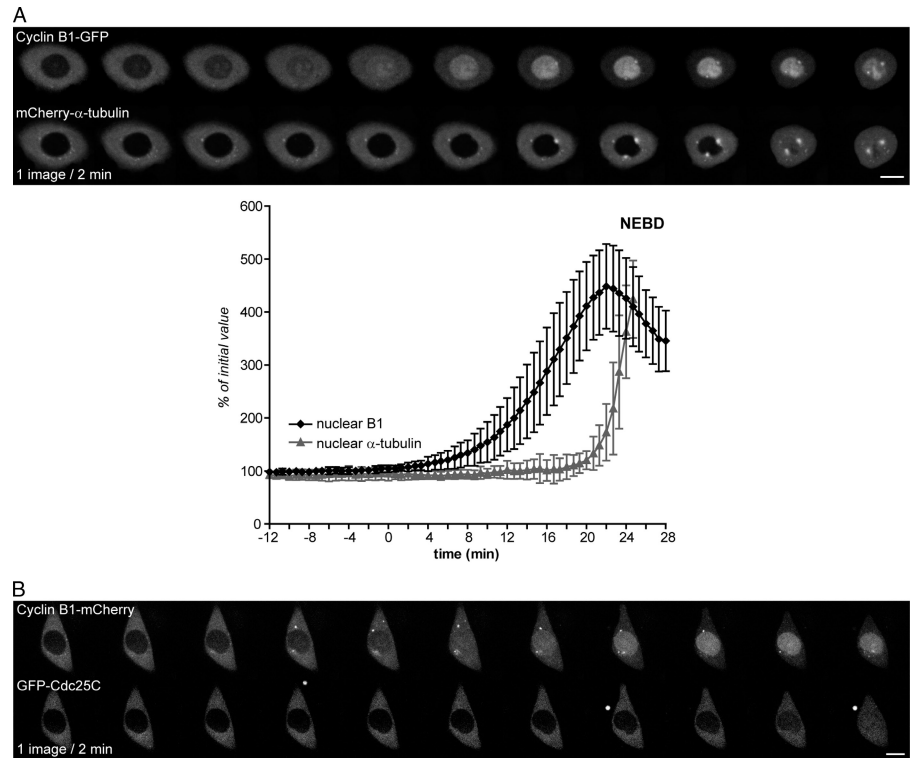 A
Cyclin B1-GFP
mCherry-α-tubulin
1 image / 2 min
600
500
400
300
200
100
0
% of initial value
NEBD
nuclear B1
nuclear α-tubulin
-12 -8 -4 0 4 8 12 16 20 24 28
time (min)
B
Cyclin B1-mCherry
GFP-Cdc25C
1 image / 2 min